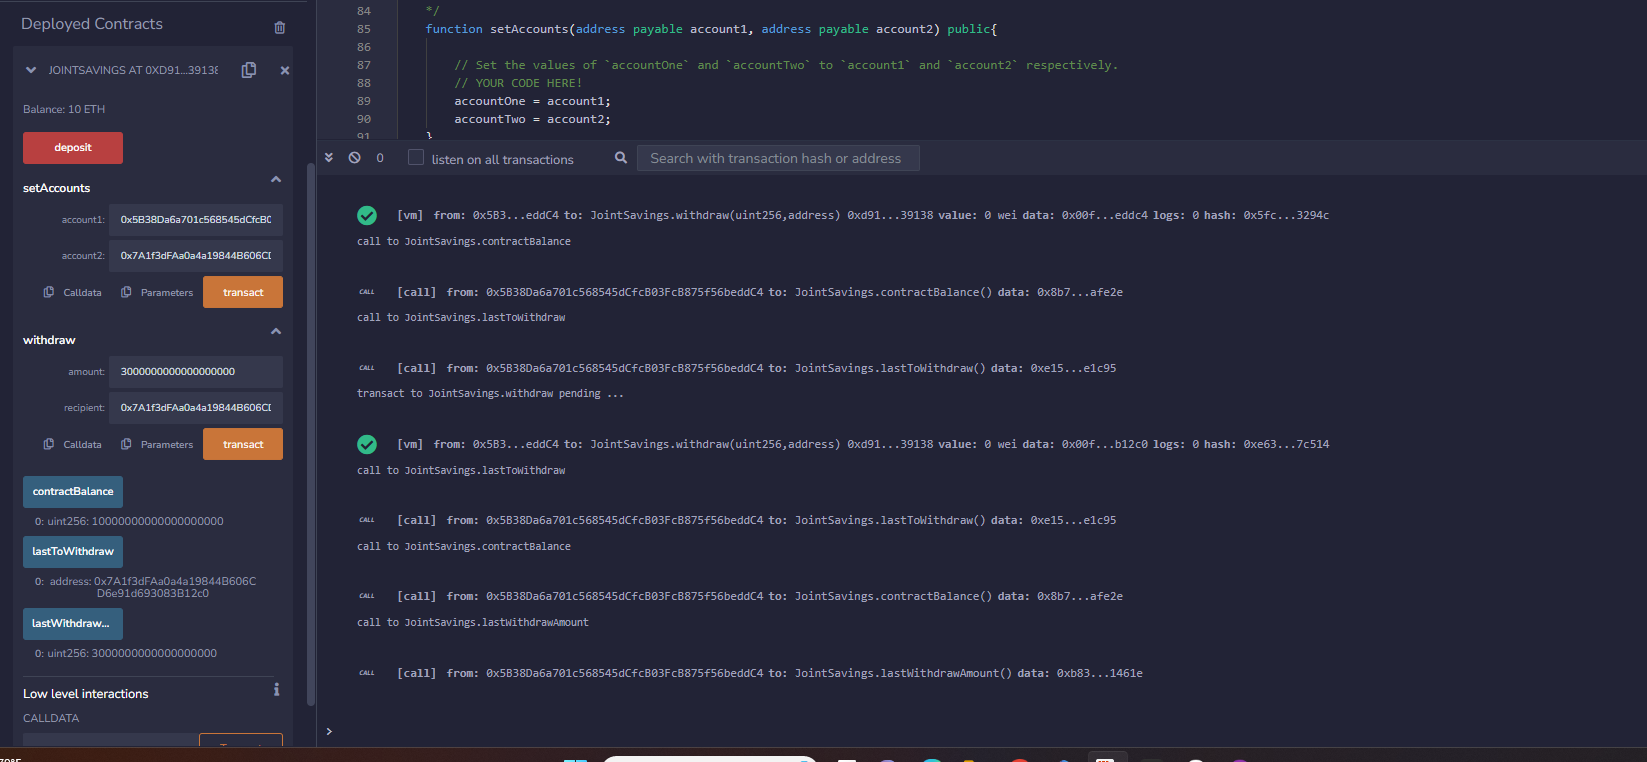 Deployed Contracts
JOINTSAVINGS AT 0XD91...39138
Balance: 10 ETH
deposit
setAccounts
account1: 0x5B38Da6a701c568545dCfcB0
account2: 0x7A1f3dFAa0a4a19844B606CD
Calldata Parameters transact
withdraw
amount: 3000000000000000000
recipient: 0x7A1f3dFAa0a4a19844B606CD
Calldata Parameters transact
contractBalance
0: uint256: 10000000000000000000
lastToWithdraw
0: address: 0x7A1f3dFAa0a4a19844B606C
D6e91d693083B12c0
lastWithdraw...
0: uint256: 3000000000000000000
Low level interactions
CALLDATA
84 */
85 function setAccounts(address payable account1, address payable account2) public{
86
87 // Set the values of `accountOne` and `accountTwo` to `account1` and `account2` respectively.
88 // YOUR CODE HERE!
89 accountOne = account1;
90 accountTwo = account2;
91 }
0 listen on all transactions Search with transaction hash or address
[vm] from: 0x5B3...eddC4 to: JointSavings.withdraw(uint256,address) 0xd91...39138 value: 0 wei data: 0x00f...eddc4 logs: 0 hash: 0x5fc...3294c
call to JointSavings.contractBalance
CALL [call] from: 0x5B38Da6a701c568545dCfcB03FcB875f56beddC4 to: JointSavings.contractBalance() data: 0x8b7...afe2e
call to JointSavings.lastToWithdraw
CALL [call] from: 0x5B38Da6a701c568545dCfcB03FcB875f56beddC4 to: JointSavings.lastToWithdraw() data: 0xe15...e1c95
transact to JointSavings.withdraw pending ...
[vm] from: 0x5B3...eddC4 to: JointSavings.withdraw(uint256,address) 0xd91...39138 value: 0 wei data: 0x00f...b12c0 logs: 0 hash: 0xe63...7c514
call to JointSavings.lastToWithdraw
CALL [call] from: 0x5B38Da6a701c568545dCfcB03FcB875f56beddC4 to: JointSavings.lastToWithdraw() data: 0xe15...e1c95
call to JointSavings.contractBalance
CALL [call] from: 0x5B38Da6a701c568545dCfcB03FcB875f56beddC4 to: JointSavings.contractBalance() data: 0x8b7...afe2e
call to JointSavings.lastWithdrawAmount
CALL [call] from: 0x5B38Da6a701c568545dCfcB03FcB875f56beddC4 to: JointSavings.lastWithdrawAmount() data: 0xb83...1461e
>